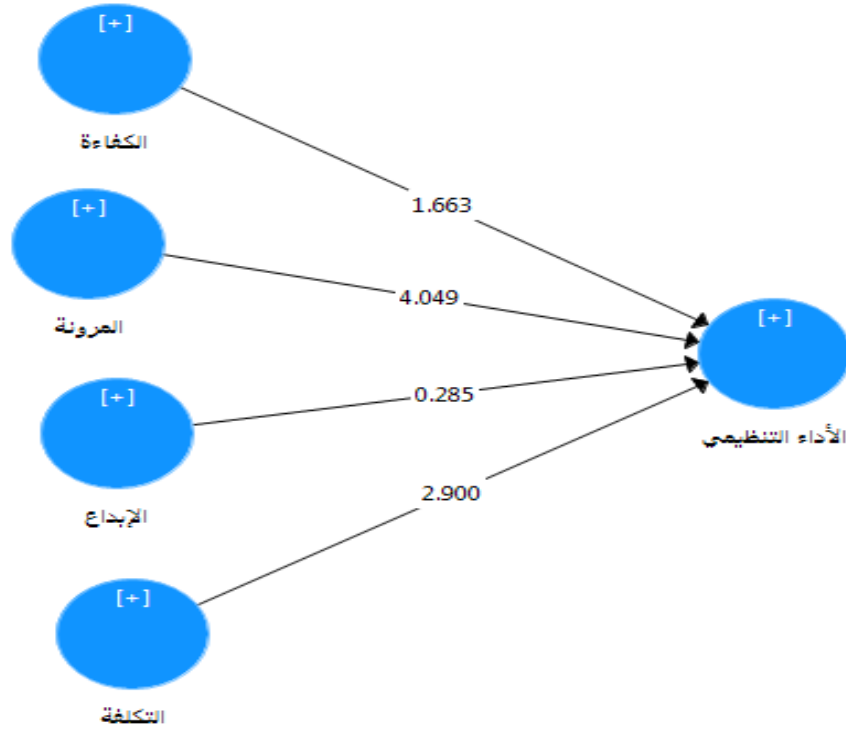 [+]
الكفاءة
1.663
[+]
المرونة
4.049
[+]
الأداء التنظيمي
[+]
الإبداع
0.285
2.900
[+]
التكلفة